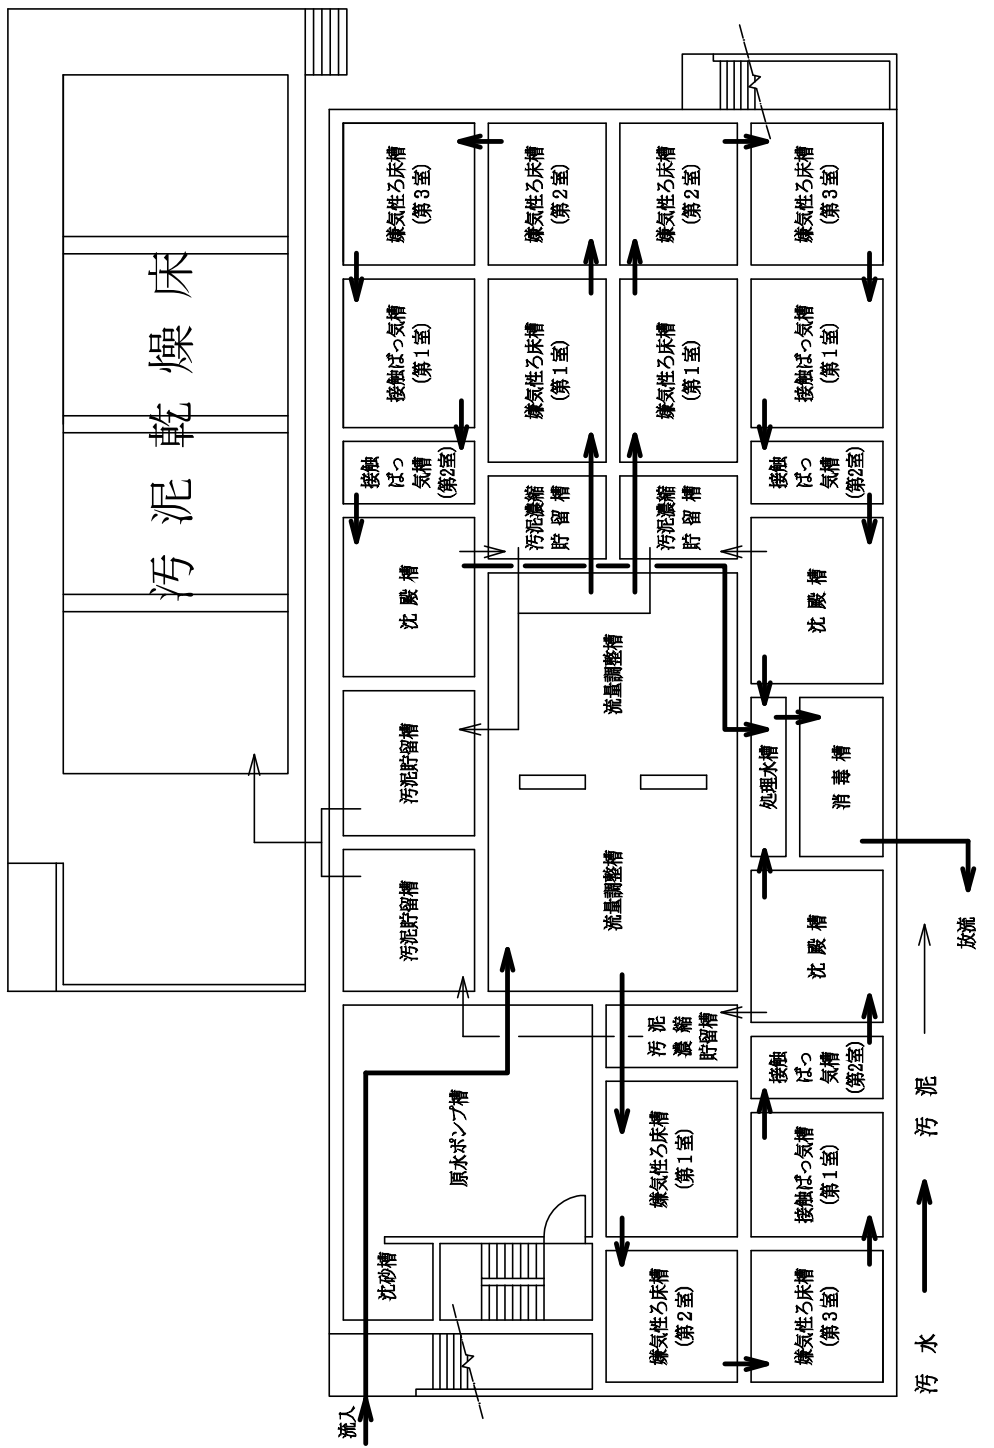 汚 泥 乾 燥 床
流入
沈砂槽
原水ポンプ槽
汚泥貯留槽
汚泥貯留槽
沈 殿 槽
接触
ばっ
気槽
(第2室)
接触ばっ気槽
(第１室)
嫌気性ろ床槽
(第３室)
汚泥濃縮
貯 留 槽
嫌気性ろ床槽
(第１室)
嫌気性ろ床槽
(第２室)
流量調整槽
流量調整槽
嫌気性ろ床槽
(第２室)
嫌気性ろ床槽
(第１室)
汚 泥
濃 縮
貯留槽
汚泥濃縮
貯 留 槽
嫌気性ろ床槽
(第１室)
嫌気性ろ床槽
(第２室)
嫌気性ろ床槽
(第３室)
接触ばっ気槽
(第１室)
接触
ばっ
気槽
(第2室)
沈 殿 槽
処理水槽
消 毒 槽
沈 殿 槽
接触
ばっ
気槽
(第2室)
接触ばっ気槽
(第１室)
嫌気性ろ床槽
(第３室)
汚 水
汚 泥
放流